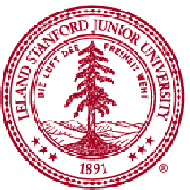 LELAND STANFORD JUNIOR UNIVERSITY
DIE LUFT DER FREIHEIT WEHT
1891
®